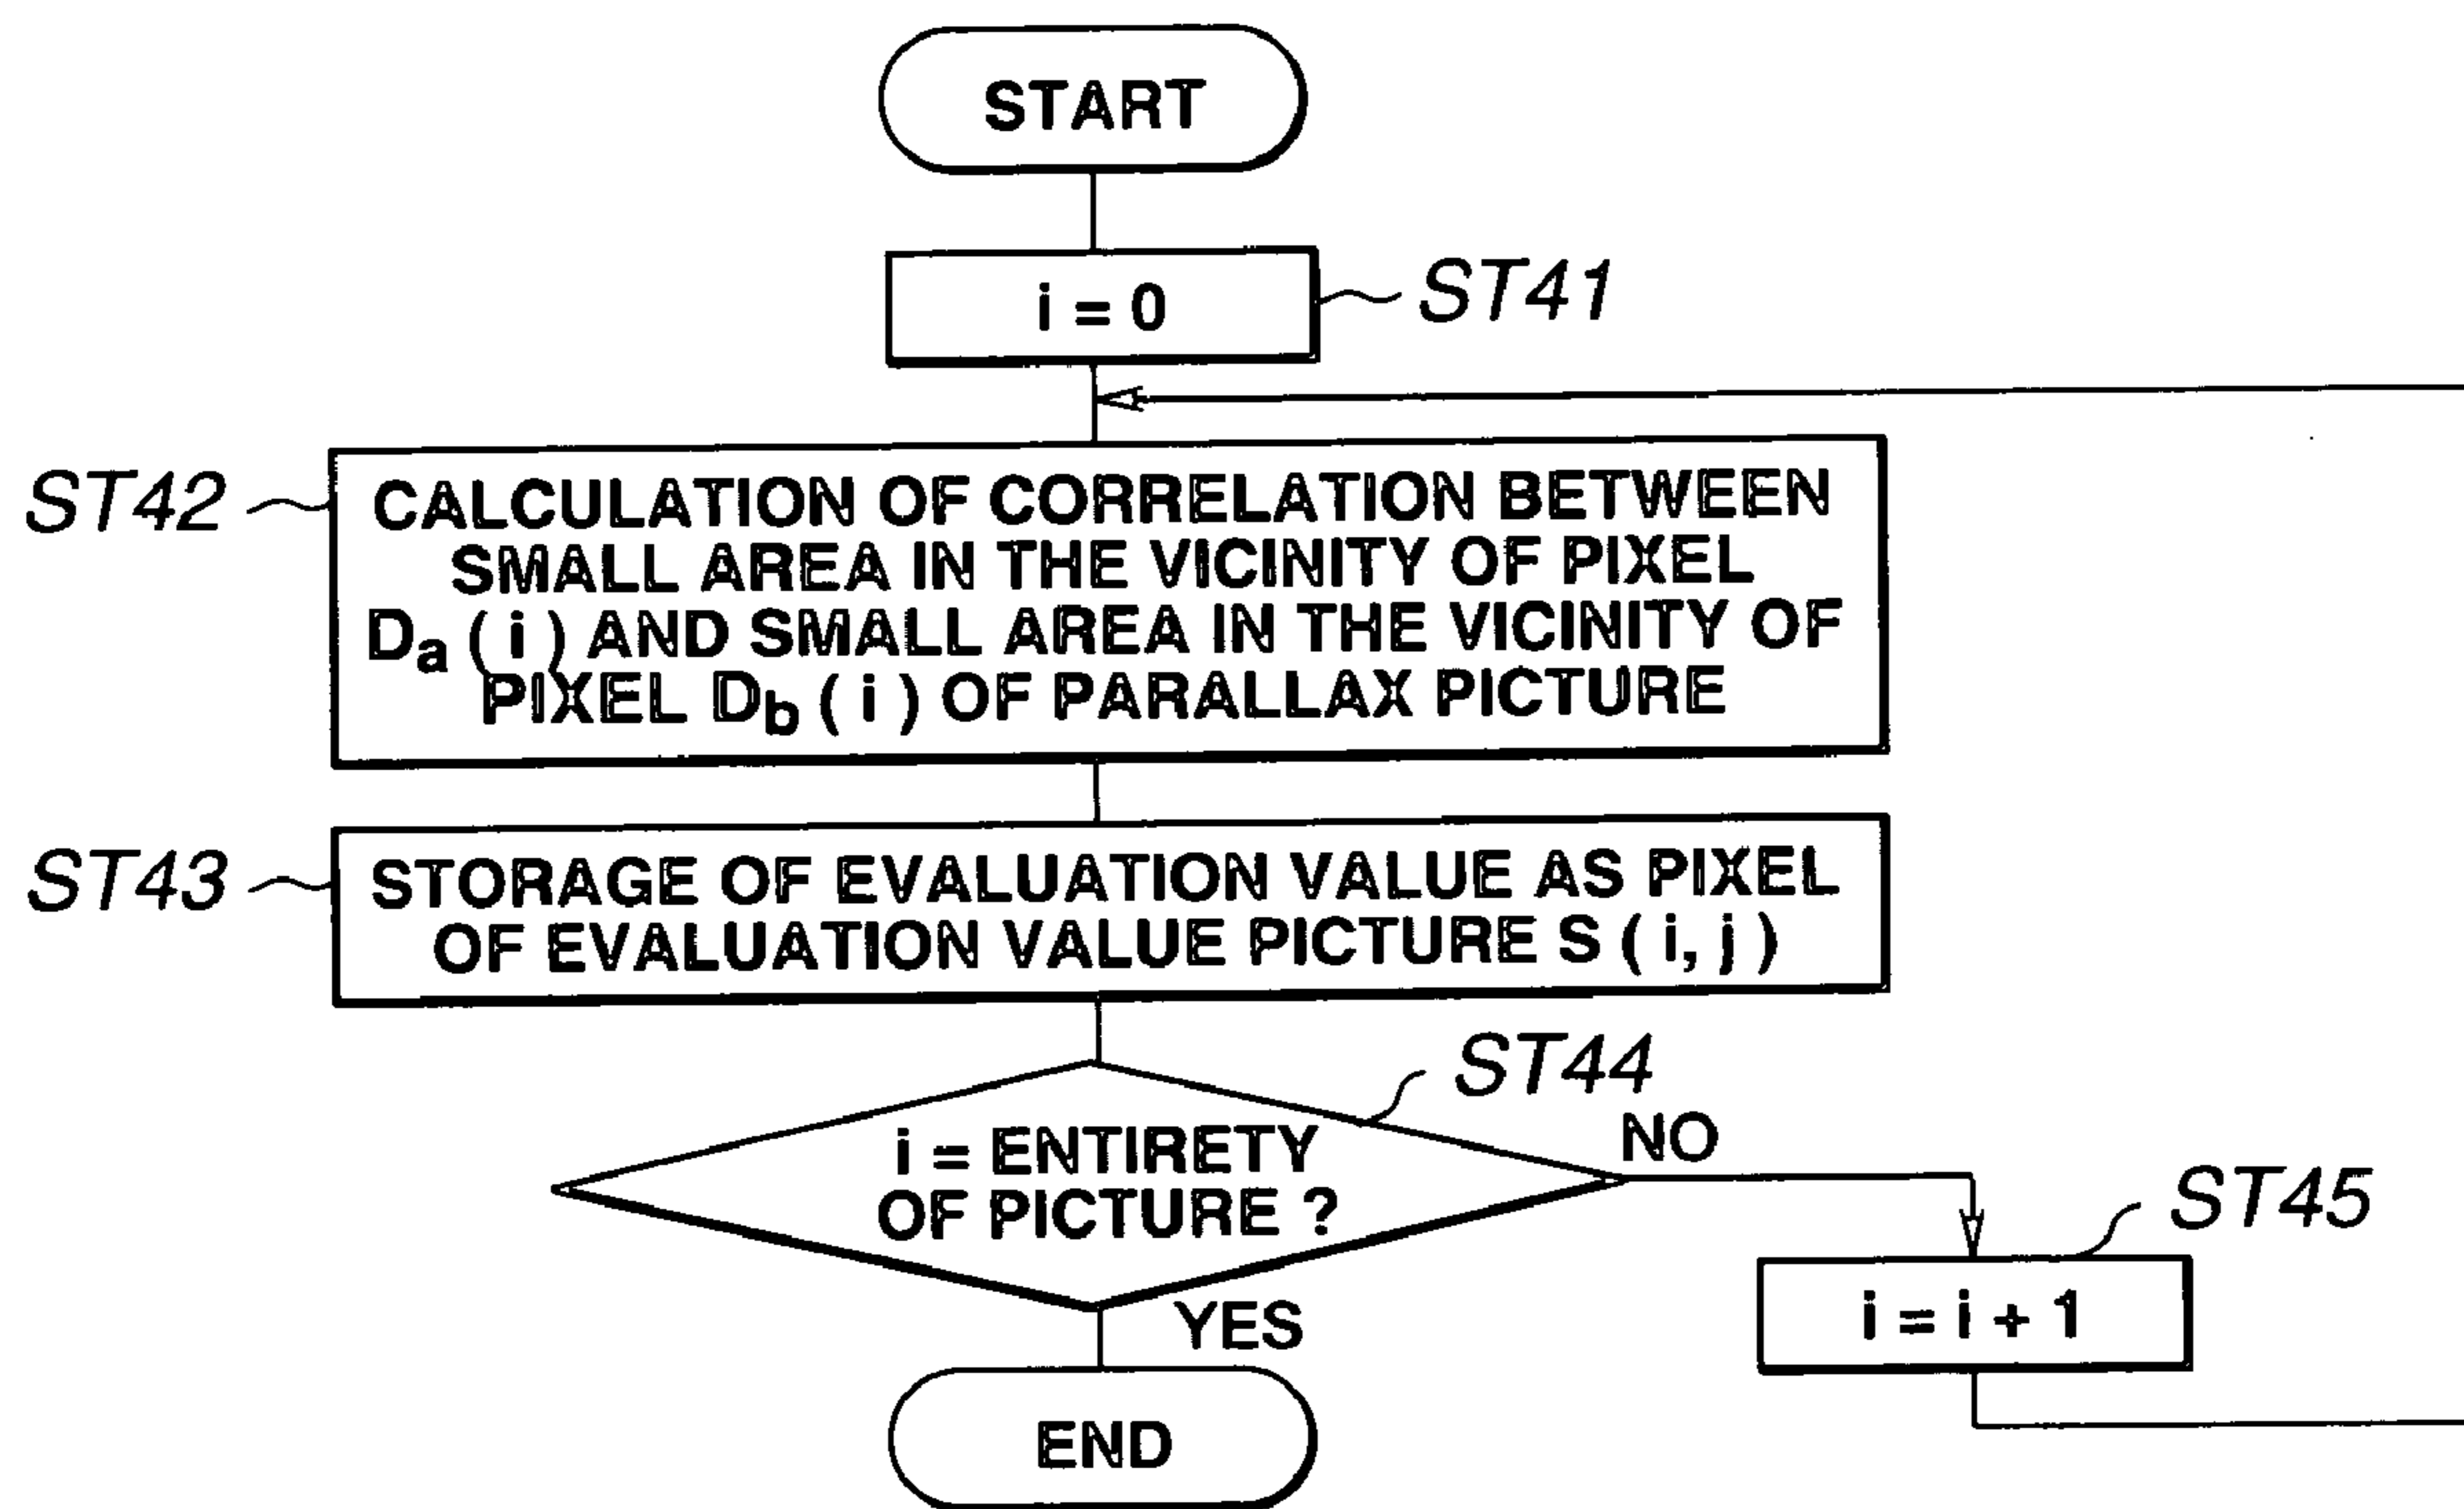 START
i = 0
ST41
ST42
CALCULATION OF CORRELATION BETWEEN
SMALL AREA IN THE VICINITY OF PIXEL
Da ( i ) AND SMALL AREA IN THE VICINITY OF
PIXEL Db ( i ) OF PARALLAX PICTURE
ST43
STORAGE OF EVALUATION VALUE AS PIXEL
OF EVALUATION VALUE PICTURE S ( i, j )
ST44
i = ENTIRETY
OF PICTURE ?
NO
ST45
i = i + 1
YES
END